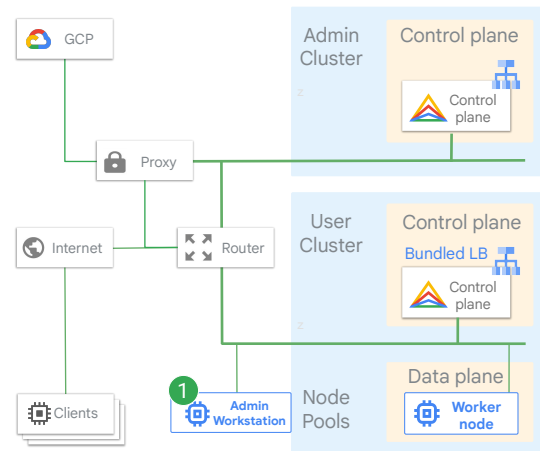 GCP
Admin
Cluster
Control plane
z
Control
plane
Proxy
User
Cluster
Control plane
Bundled LB
Internet
Router
Control
plane
z
Data plane
1
Clients
Admin
Workstation
Node
Pools
Worker
node